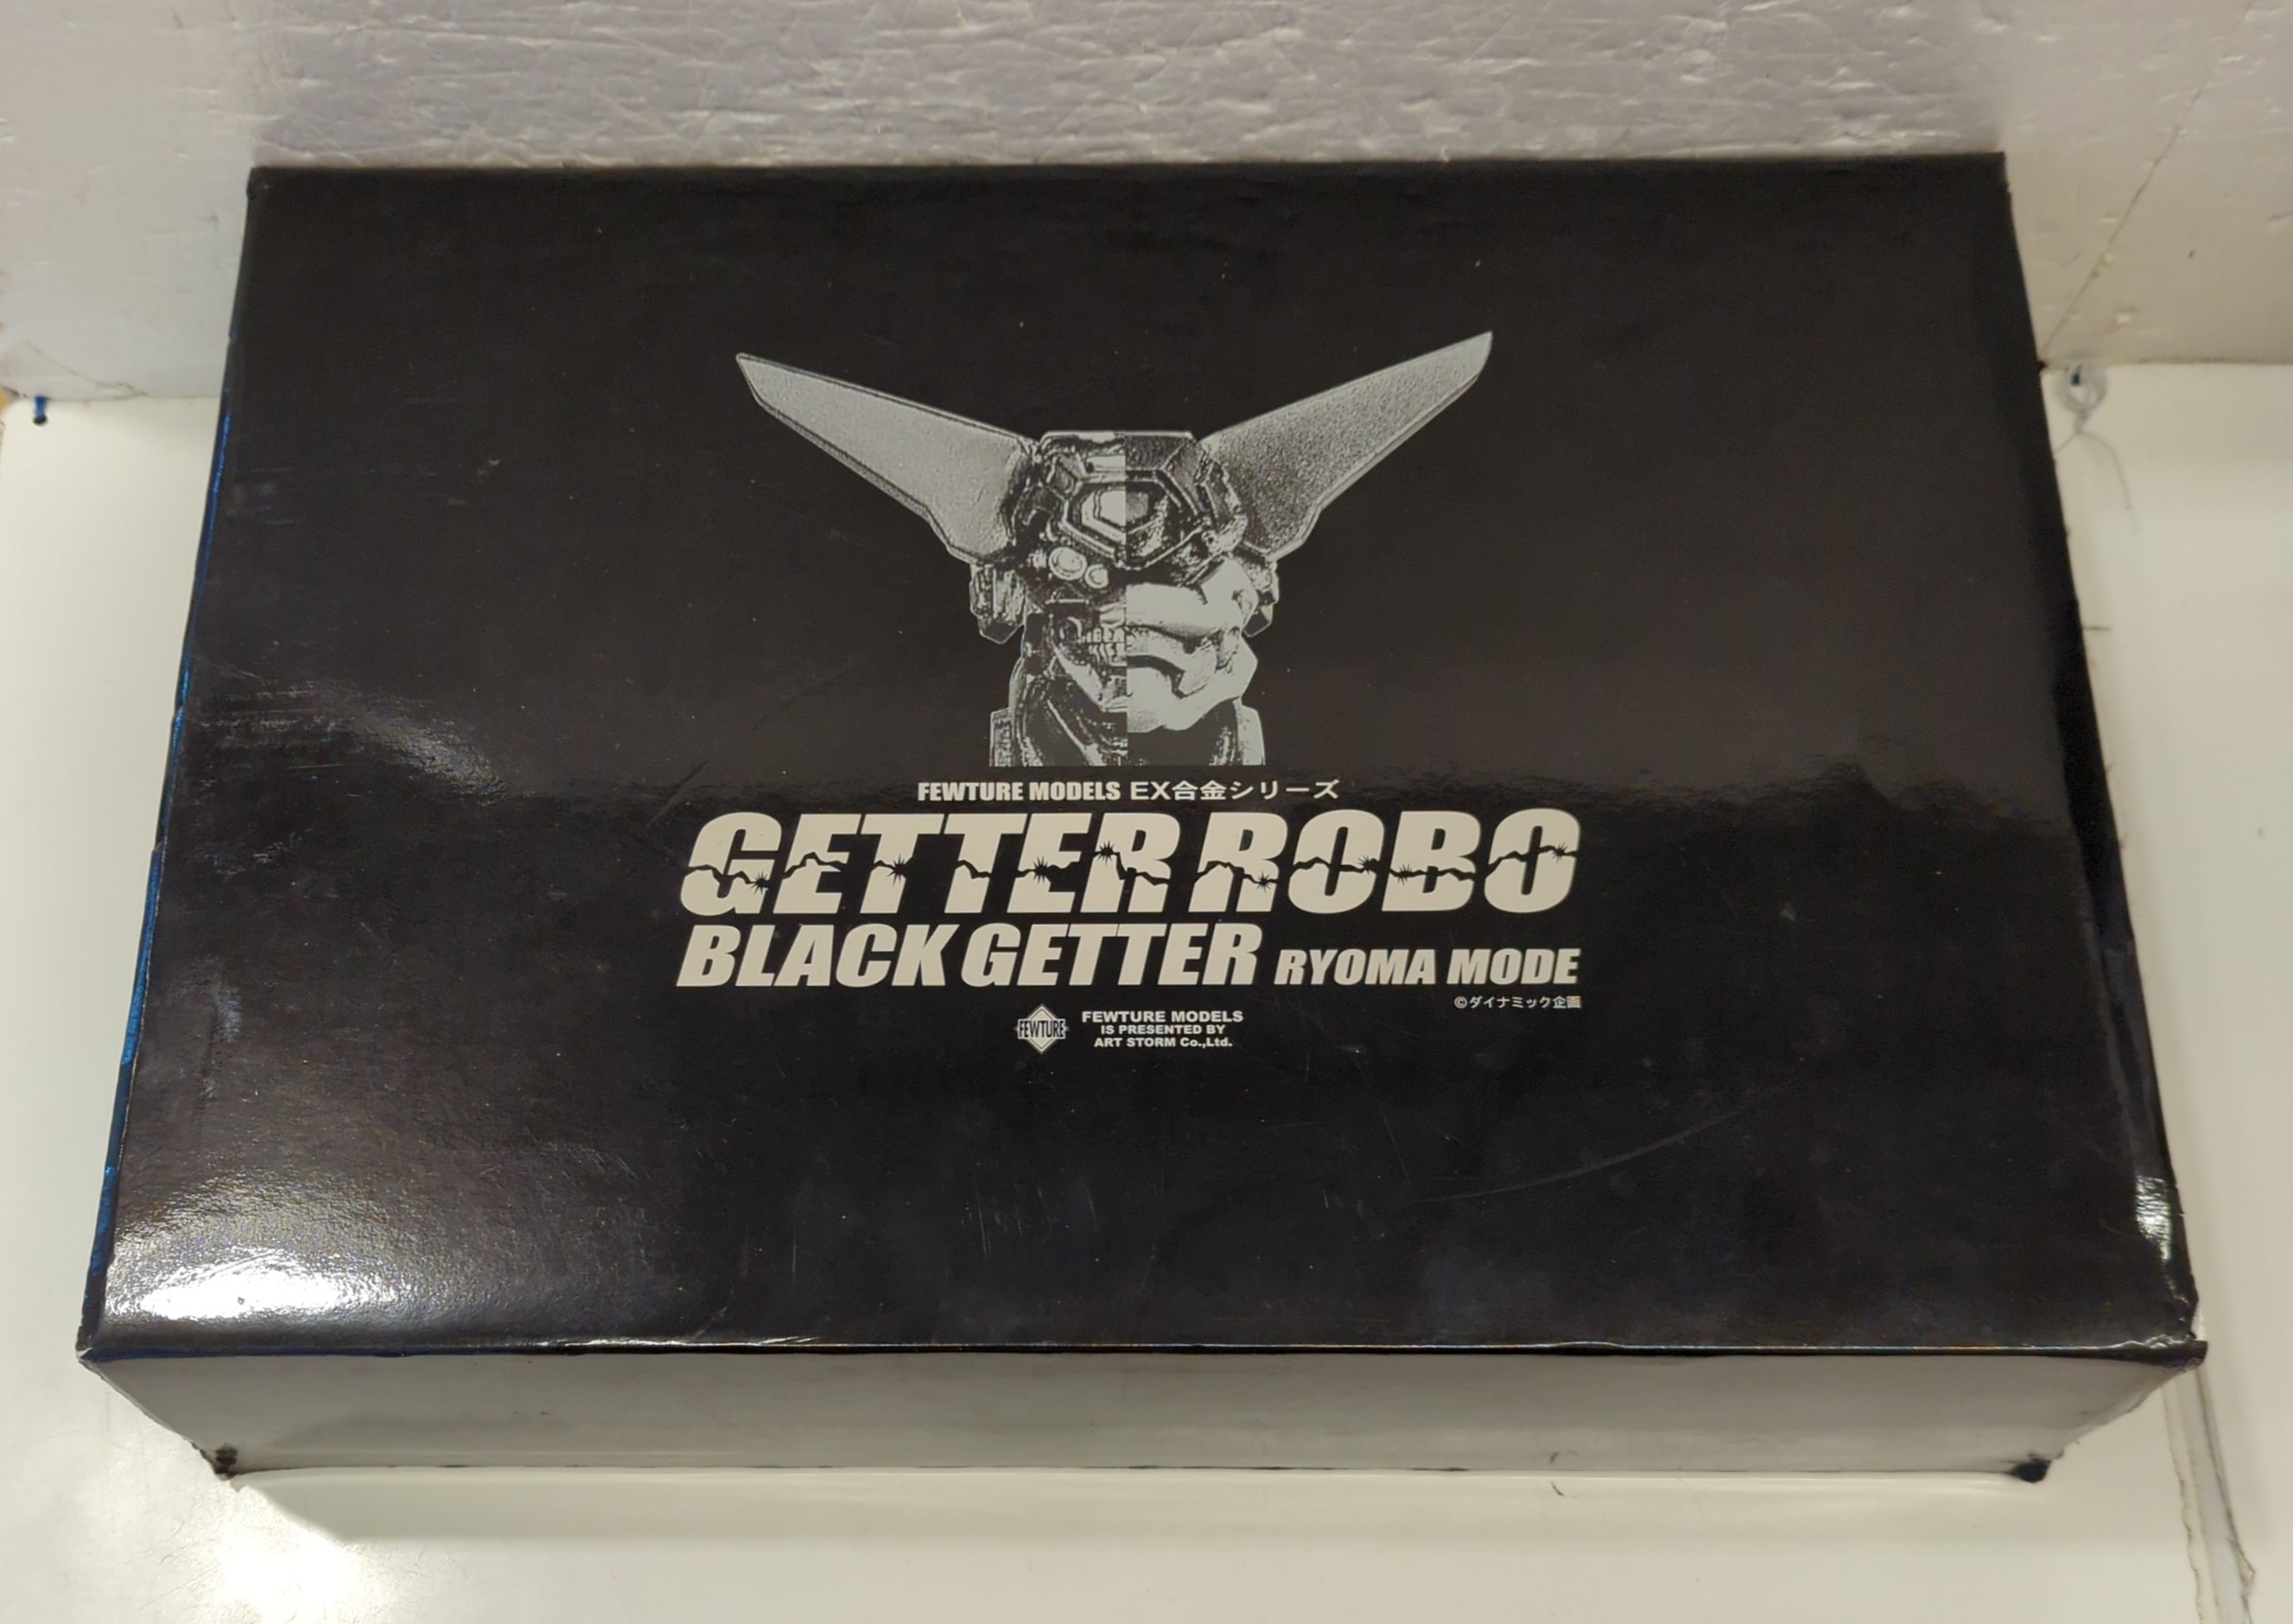 FEWTURE MODELS EX合金シリーズ
GETTER ROBO
BLACK GETTER RYOMA MODE
©ダイナミック企画
FEWTURE
FEWTURE MODELS
IS PRESENTED BY
ART STORM Co.,Ltd.